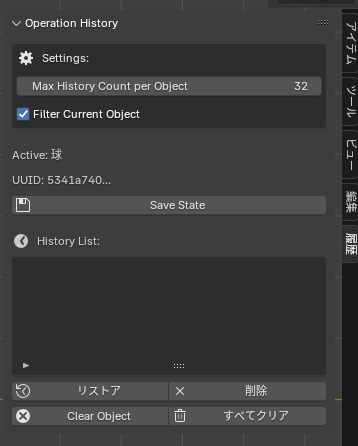 Operation History
Settings:
Max History Count per Object 32
Filter Current Object
Active: 球
UUID: 5341a740...
Save State
History List:
リストア 削除
Clear Object すべてクリア
アイテム
ツール
ビュー
編集
履歴